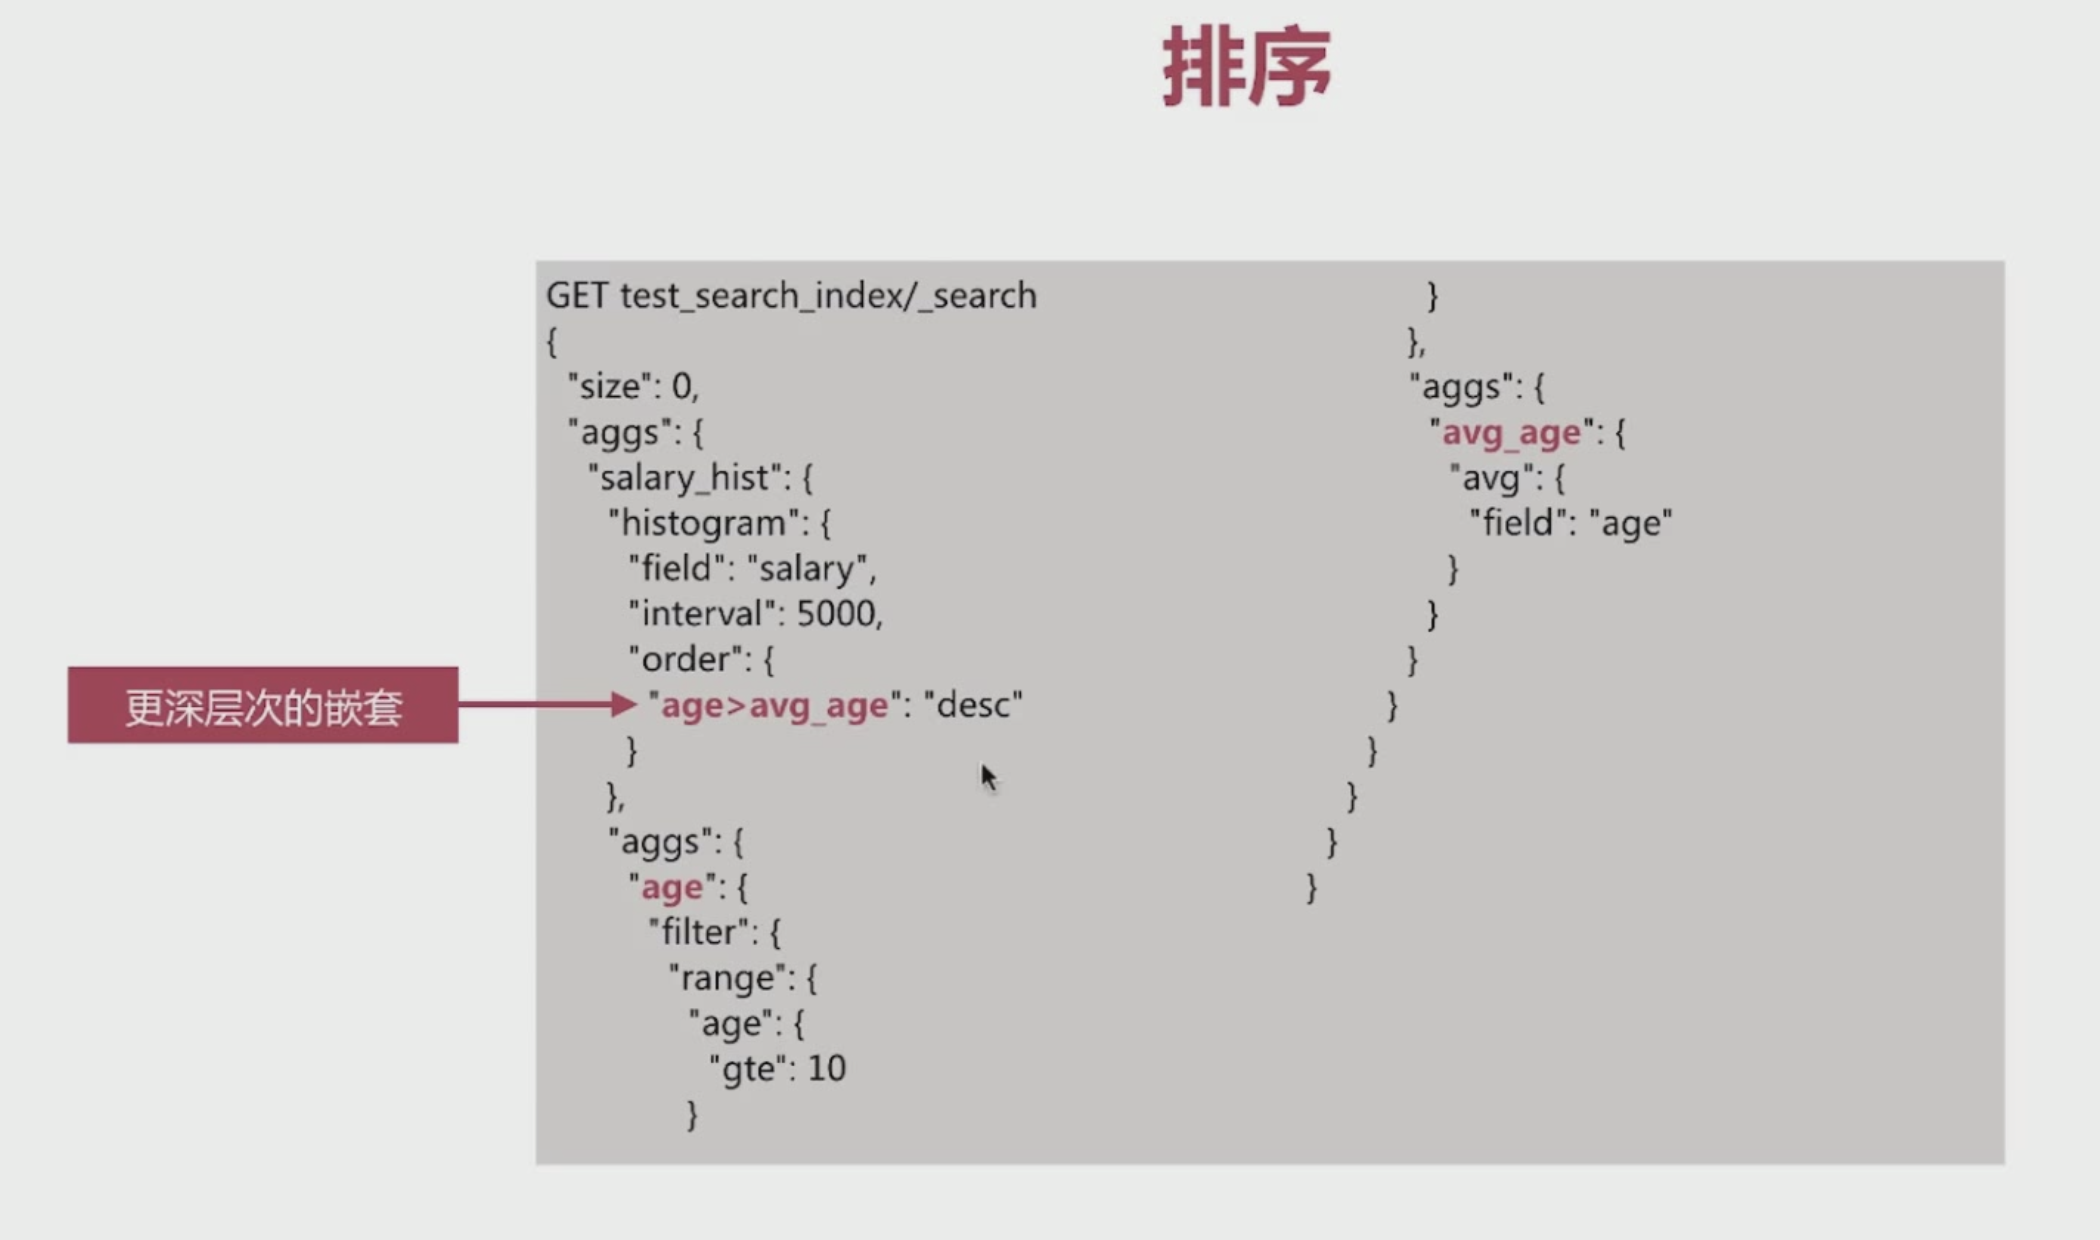 排序
更深层次的嵌套
GET test_search_index/_search
{
"size": 0,
"aggs": {
"salary_hist": {
"histogram": {
"field": "salary",
"interval": 5000,
"order": {
"age>avg_age": "desc"
}
},
"aggs": {
"age": {
"filter": {
"range": {
"age": {
"gte": 10
}
}
},
"aggs": {
"avg_age": {
"avg": {
"field": "age"
}
}
}
}
}
}
}
}